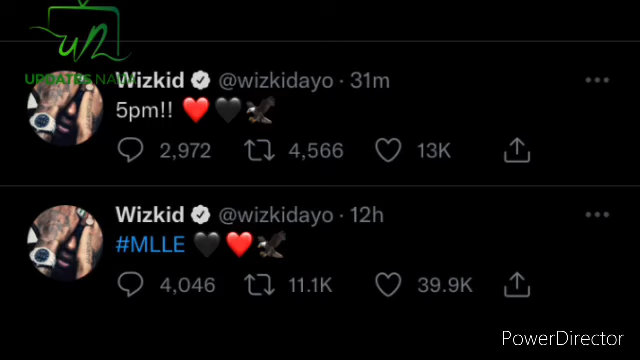 UPDATES NAIJA
Wizkid @wizkidayo · 31m
5pm!! ❤️🖤🦅
2,972 4,566 13K
Wizkid @wizkidayo · 12h
#MLLE 🖤❤️🦅
4,046 11.1K 39.9K
PowerDirector